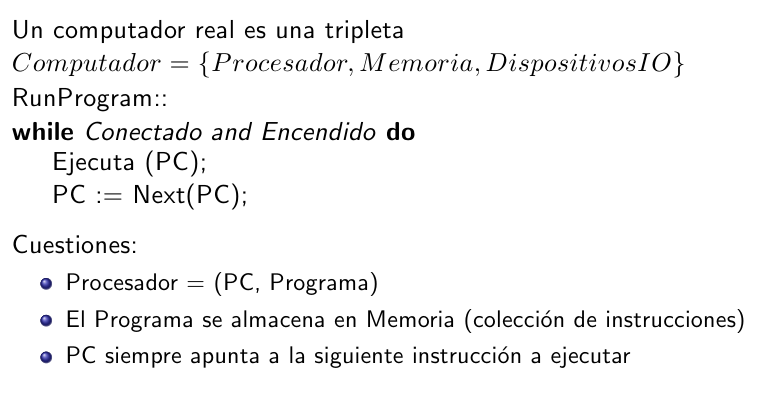 Un computador real es una tripleta
Computador = {Procesador, Memoria, DispositivosIO}
RunProgram::
while Conectado and Encendido do
Ejecuta (PC);
PC := Next(PC);
Cuestiones:
Procesador = (PC, Programa)
El Programa se almacena en Memoria (colección de instrucciones)
PC siempre apunta a la siguiente instrucción a ejecutar